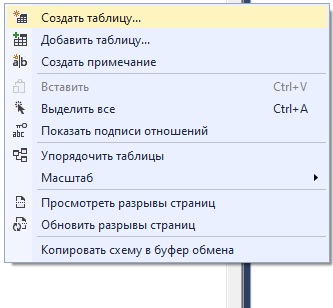 Создать таблицу...
Добавить таблицу...
a|b Создать примечание
Вставить Ctrl+V
Выделить все Ctrl+A
abc Показать подписи отношений
Упорядочить таблицы
Масштаб
Просмотреть разрывы страниц
Обновить разрывы страниц
Копировать схему в буфер обмена